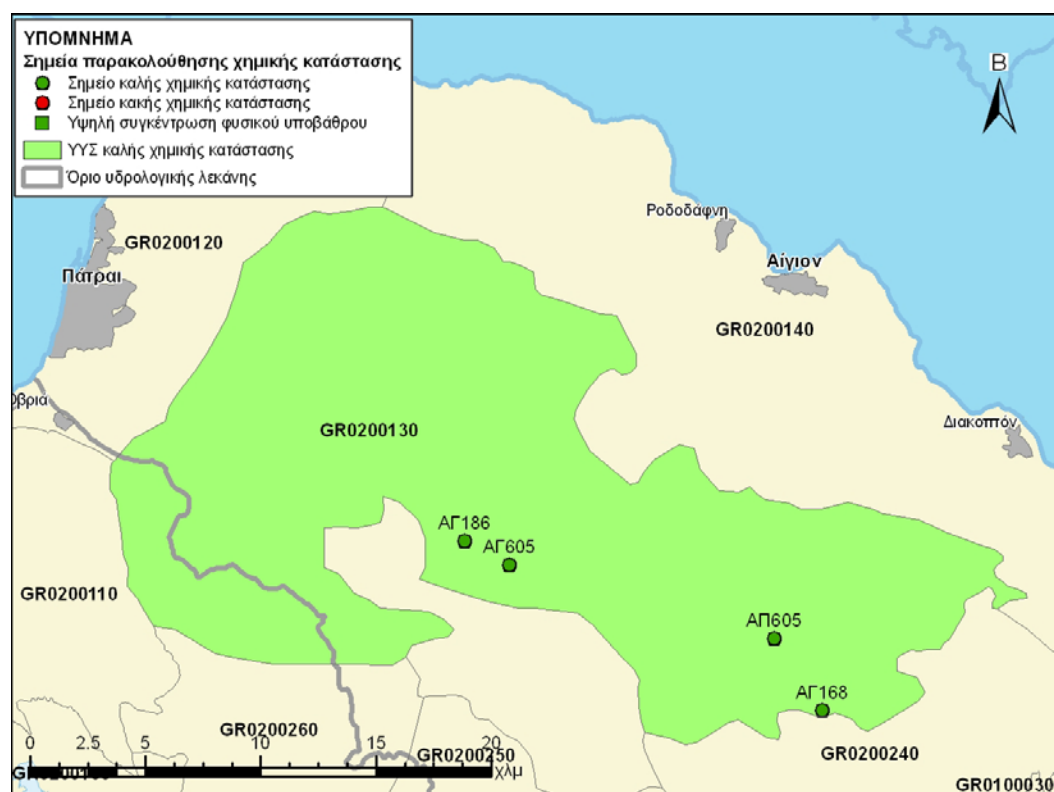 ΥΠΟΜΝΗΜΑ
Σημεία παρακολούθησης χημικής κατάστασης
Σημείο καλής χημικής κατάστασης
Σημείο κακής χημικής κατάστασης
Υψηλή συγκέντρωση φυσικού υποβάθρου
ΥΥΣ καλής χημικής κατάστασης
Όριο υδρολογικής λεκάνης
Β
Ροδοδάφνη
GR0200120
Πάτραι
Αίγιον
GR0200140
Οβριά
Διακοπτόν
GR0200130
ΑΓ186
ΑΓ605
GR0200110
ΑΠ605
ΑΓ168
GR0200260
GR0200250
GR0200240
0 2.5 5 10 15 20
χλμ
GR0100030